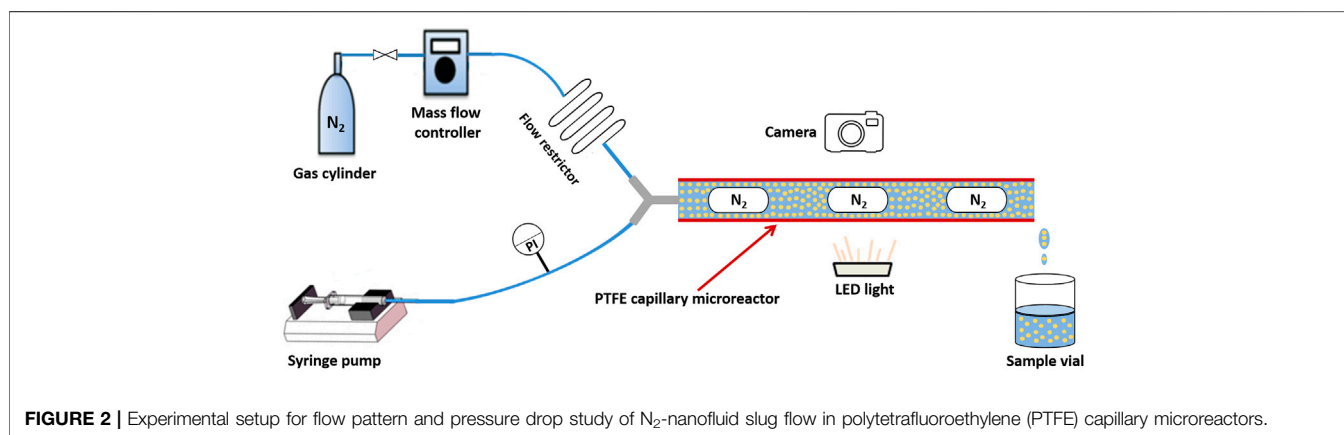 N₂
Gas cylinder
Mass flow
controller
Flow restrictor
Camera
N₂
N₂
N₂
PI
PTFE capillary microreactor
LED light
Syringe pump
Sample vial
FIGURE 2 | Experimental setup for flow pattern and pressure drop study of N₂-nanofluid slug flow in polytetrafluoroethylene (PTFE) capillary microreactors.